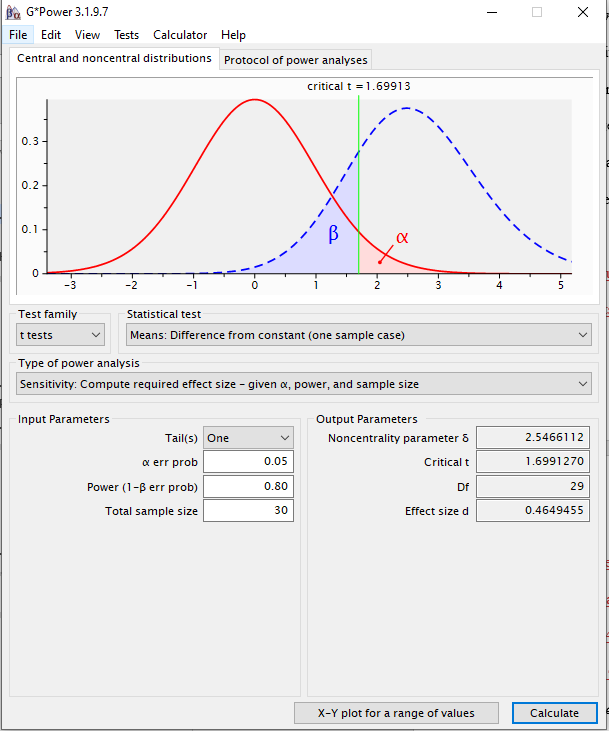 βα G*Power 3.1.9.7
File Edit View Tests Calculator Help
Central and noncentral distributions Protocol of power analyses
critical t = 1.69913
0.3
0.2
0.1
0
β
α
-3 -2 -1 0 1 2 3 4 5
Test family Statistical test
t tests Means: Difference from constant (one sample case)
Type of power analysis
Sensitivity: Compute required effect size – given α, power, and sample size
Input Parameters Output Parameters
Tail(s) One Noncentrality parameter δ 2.5466112
α err prob 0.05 Critical t 1.6991270
Power (1-β err prob) 0.80 Df 29
Total sample size 30 Effect size d 0.4649455
X-Y plot for a range of values Calculate